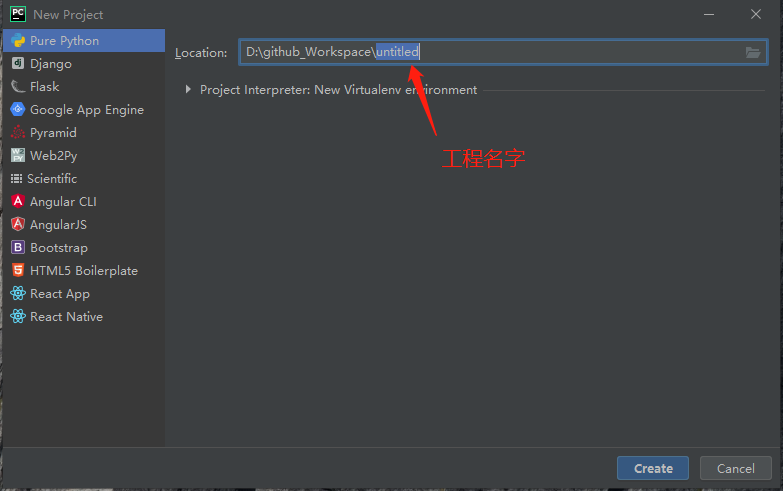 PC New Project
Pure Python
Django
Flask
Google App Engine
Pyramid
Web2Py
Scientific
Angular CLI
AngularJS
Bootstrap
HTML5 Boilerplate
React App
React Native
Location: D:\github_Workspace\untitled
Project Interpreter: New Virtualenv environment
工程名字
Create Cancel